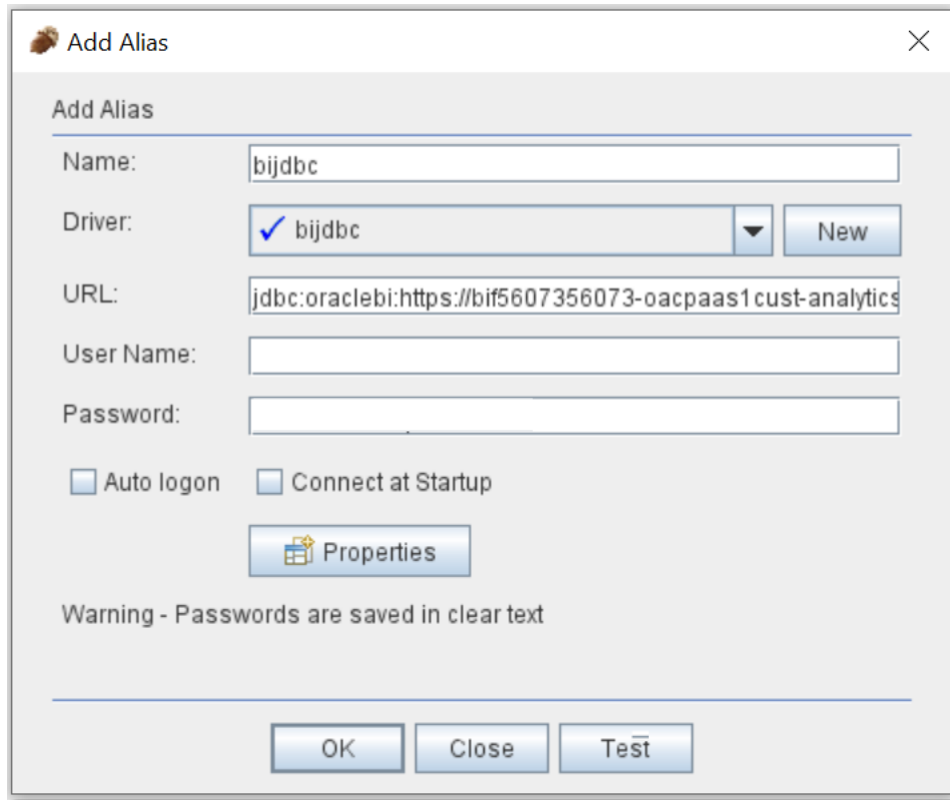 Add Alias
Add Alias
Name: bijdbc
Driver: bijdbc New
URL: jdbc:oraclebi:https://bif5607356073-oacpaas1cust-analytics
User Name:
Password:
Auto logon Connect at Startup
Properties
Warning - Passwords are saved in clear text
OK Close Test